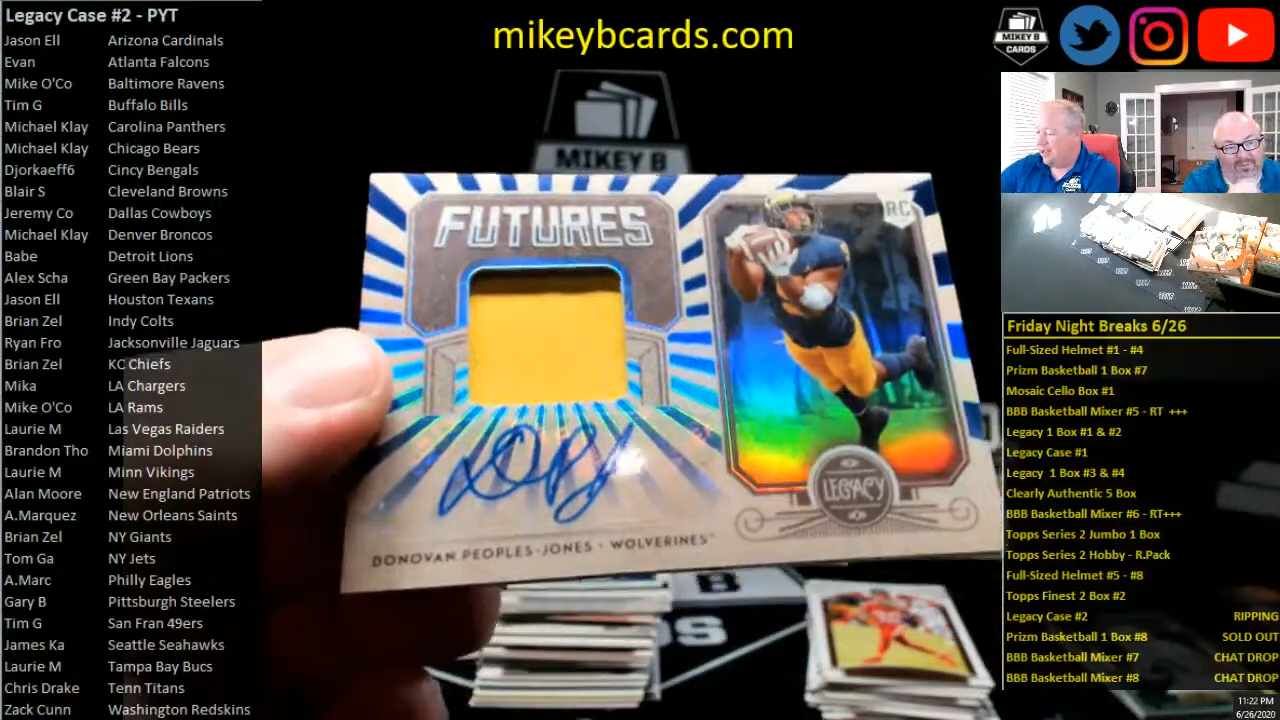 Legacy Case #2 - PYT
Jason Ell Arizona Cardinals
Evan Atlanta Falcons
Mike O'Co Baltimore Ravens
Tim G Buffalo Bills
Michael Klay Carolina Panthers
Michael Klay Chicago Bears
Djorkaeff6 Cincy Bengals
Blair S Cleveland Browns
Jeremy Co Dallas Cowboys
Michael Klay Denver Broncos
Babe Detroit Lions
Alex Scha Green Bay Packers
Jason Ell Houston Texans
Brian Zel Indy Colts
Ryan Fro Jacksonville Jaguars
Brian Zel KC Chiefs
Mika LA Chargers
Mike O'Co LA Rams
Laurie M Las Vegas Raiders
Brandon Tho Miami Dolphins
Laurie M Minn Vikings
Alan Moore New England Patriots
A.Marquez New Orleans Saints
Brian Zel NY Giants
Tom Ga NY Jets
A.Marc Philly Eagles
Gary B Pittsburgh Steelers
Tim G San Fran 49ers
James Ka Seattle Seahawks
Laurie M Tampa Bay Bucs
Chris Drake Tenn Titans
Zack Cunn Washington Redskins
mikeybcards.com
MIKEY B
FUTURES
RC
LEGACY
DONOVAN PEOPLES-JONES - WOLVERINES
MIKEY B
CARDS
Friday Night Breaks 6/26
Full-Sized Helmet #1 - #4
Prizm Basketball 1 Box #7
Mosaic Cello Box #1
BBB Basketball Mixer #5 - RT +++
Legacy 1 Box #1 & #2
Legacy Case #1
Legacy 1 Box #3 & #4
Clearly Authentic 5 Box
BBB Basketball Mixer #6 - RT+++
Topps Series 2 Jumbo 1 Box
Topps Series 2 Hobby - R.Pack
Full-Sized Helmet #5 - #8
Topps Finest 2 Box #2
Legacy Case #2 RIPPING
Prizm Basketball 1 Box #8 SOLD OUT
BBB Basketball Mixer #7 CHAT DROP
BBB Basketball Mixer #8 CHAT DROP
11:22 PM
6/26/2020